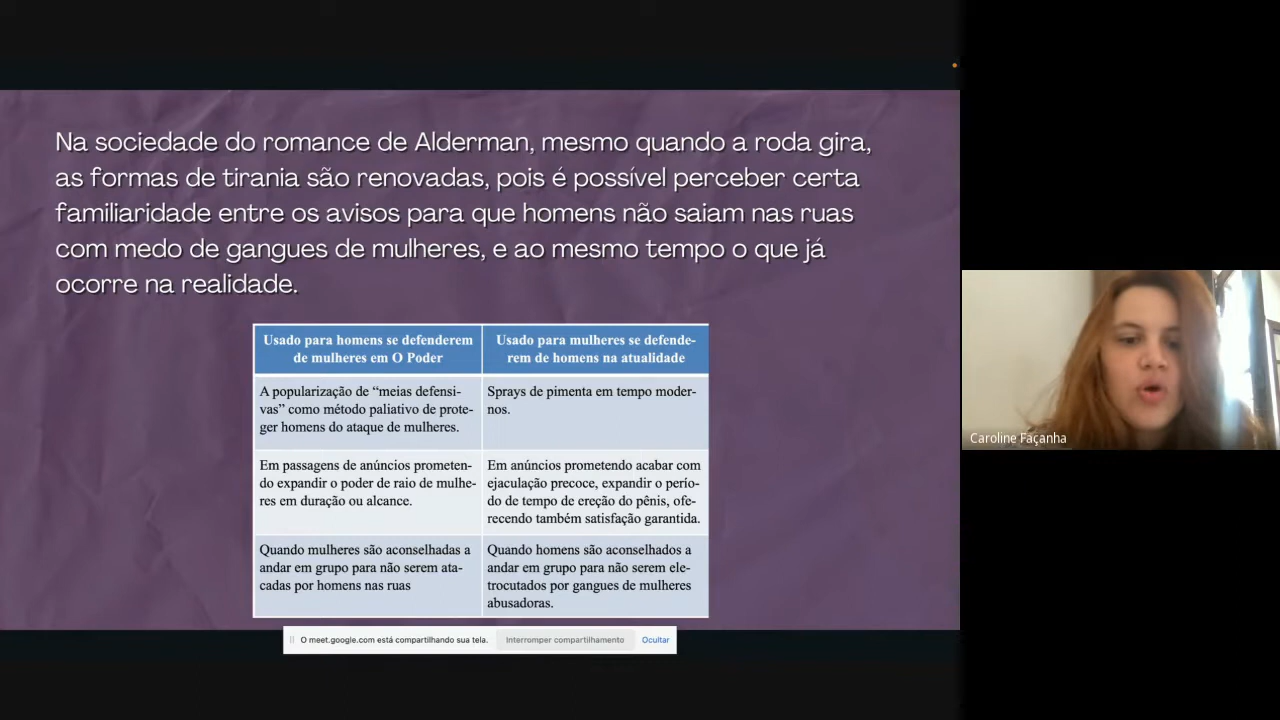 Na sociedade do romance de Alderman, mesmo quando a roda gira,
as formas de tirania são renovadas, pois é possível perceber certa
familiaridade entre os avisos para que homens não saiam nas ruas
com medo de gangues de mulheres, e ao mesmo tempo o que já
ocorre na realidade.
Usado para homens se defenderem
de mulheres em O Poder
Usado para mulheres se defende-
rem de homens na atualidade
A popularização de “meias defensi-
vas” como método paliativo de prote-
ger homens do ataque de mulheres.
Sprays de pimenta em tempo moder-
nos.
Em passagens de anúncios prometen-
do expandir o poder de raio de mulhe-
res em duração ou alcance.
Em anúncios prometendo acabar com
ejaculação precoce, expandir o perío-
do de tempo de ereção do pênis, ofe-
recendo também satisfação garantida.
Quando mulheres são aconselhadas a
andar em grupo para não serem ata-
cadas por homens nas ruas
Quando homens são aconselhados a
andar em grupo para não serem ele-
trocutados por gangues de mulheres
abusadoras.
O meet.google.com está compartilhando sua tela.
Interromper compartilhamento
Ocultar
Caroline Façanha